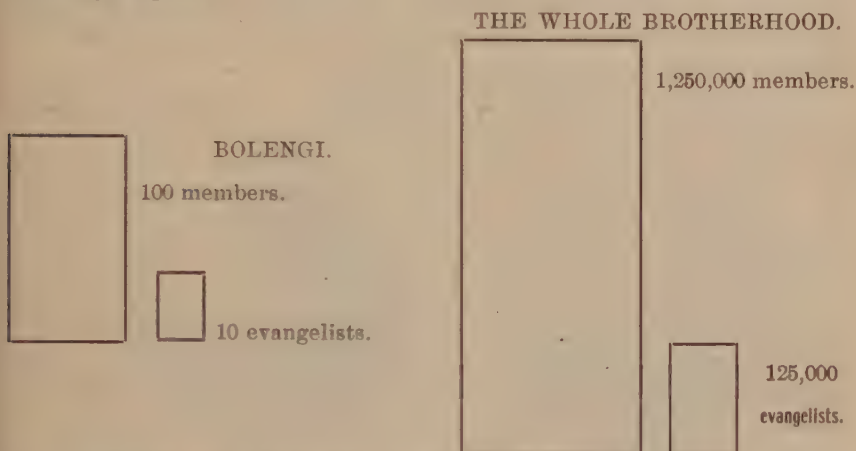 BOLENGI.
100 members.
10 evangelists.
THE WHOLE BROTHERHOOD.
1,250,000 members.
125,000
evangelists.